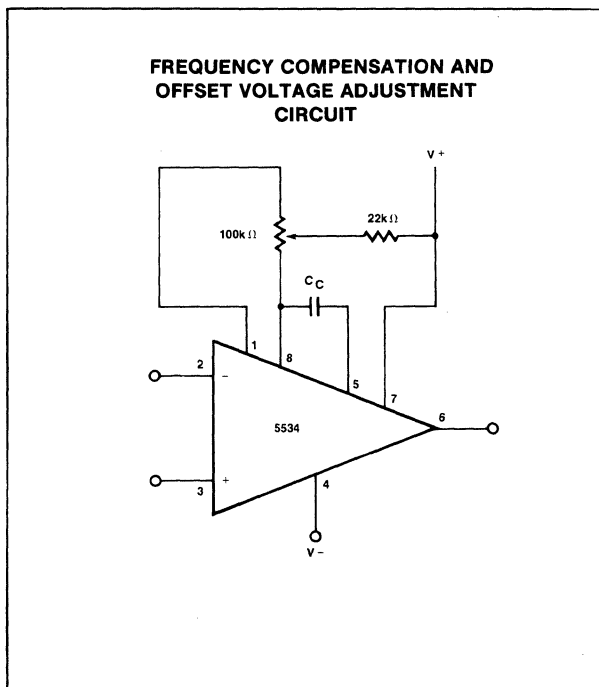 FREQUENCY COMPENSATION AND
OFFSET VOLTAGE ADJUSTMENT
CIRCUIT
V +
100kΩ
22kΩ
CC
1
8
5
7
2
−
5534
6
3
+
4
V −